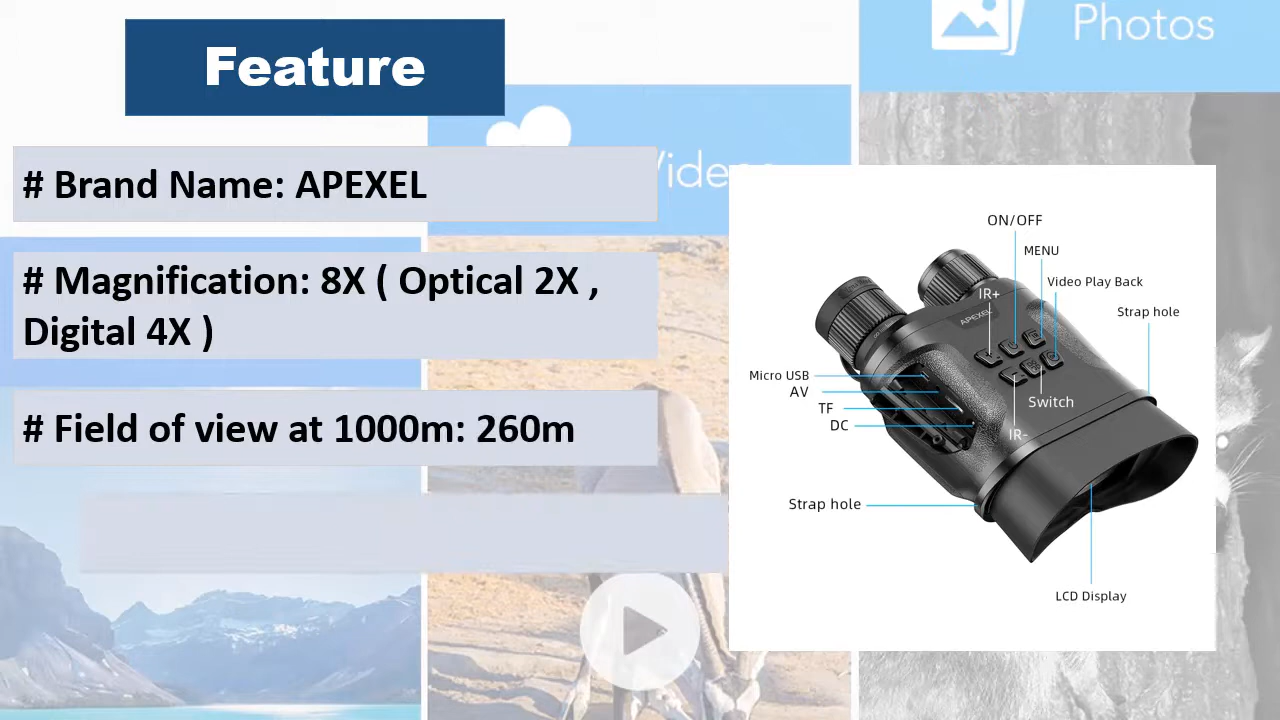 Feature
Photos
Videos
# Brand Name: APEXEL
# Magnification: 8X ( Optical 2X ,
Digital 4X )
# Field of view at 1000m: 260m
ON/OFF
MENU
Video Play Back
IR+
Strap hole
APEXEL
Micro USB
AV
TF
DC
Switch
IR-
Strap hole
LCD Display